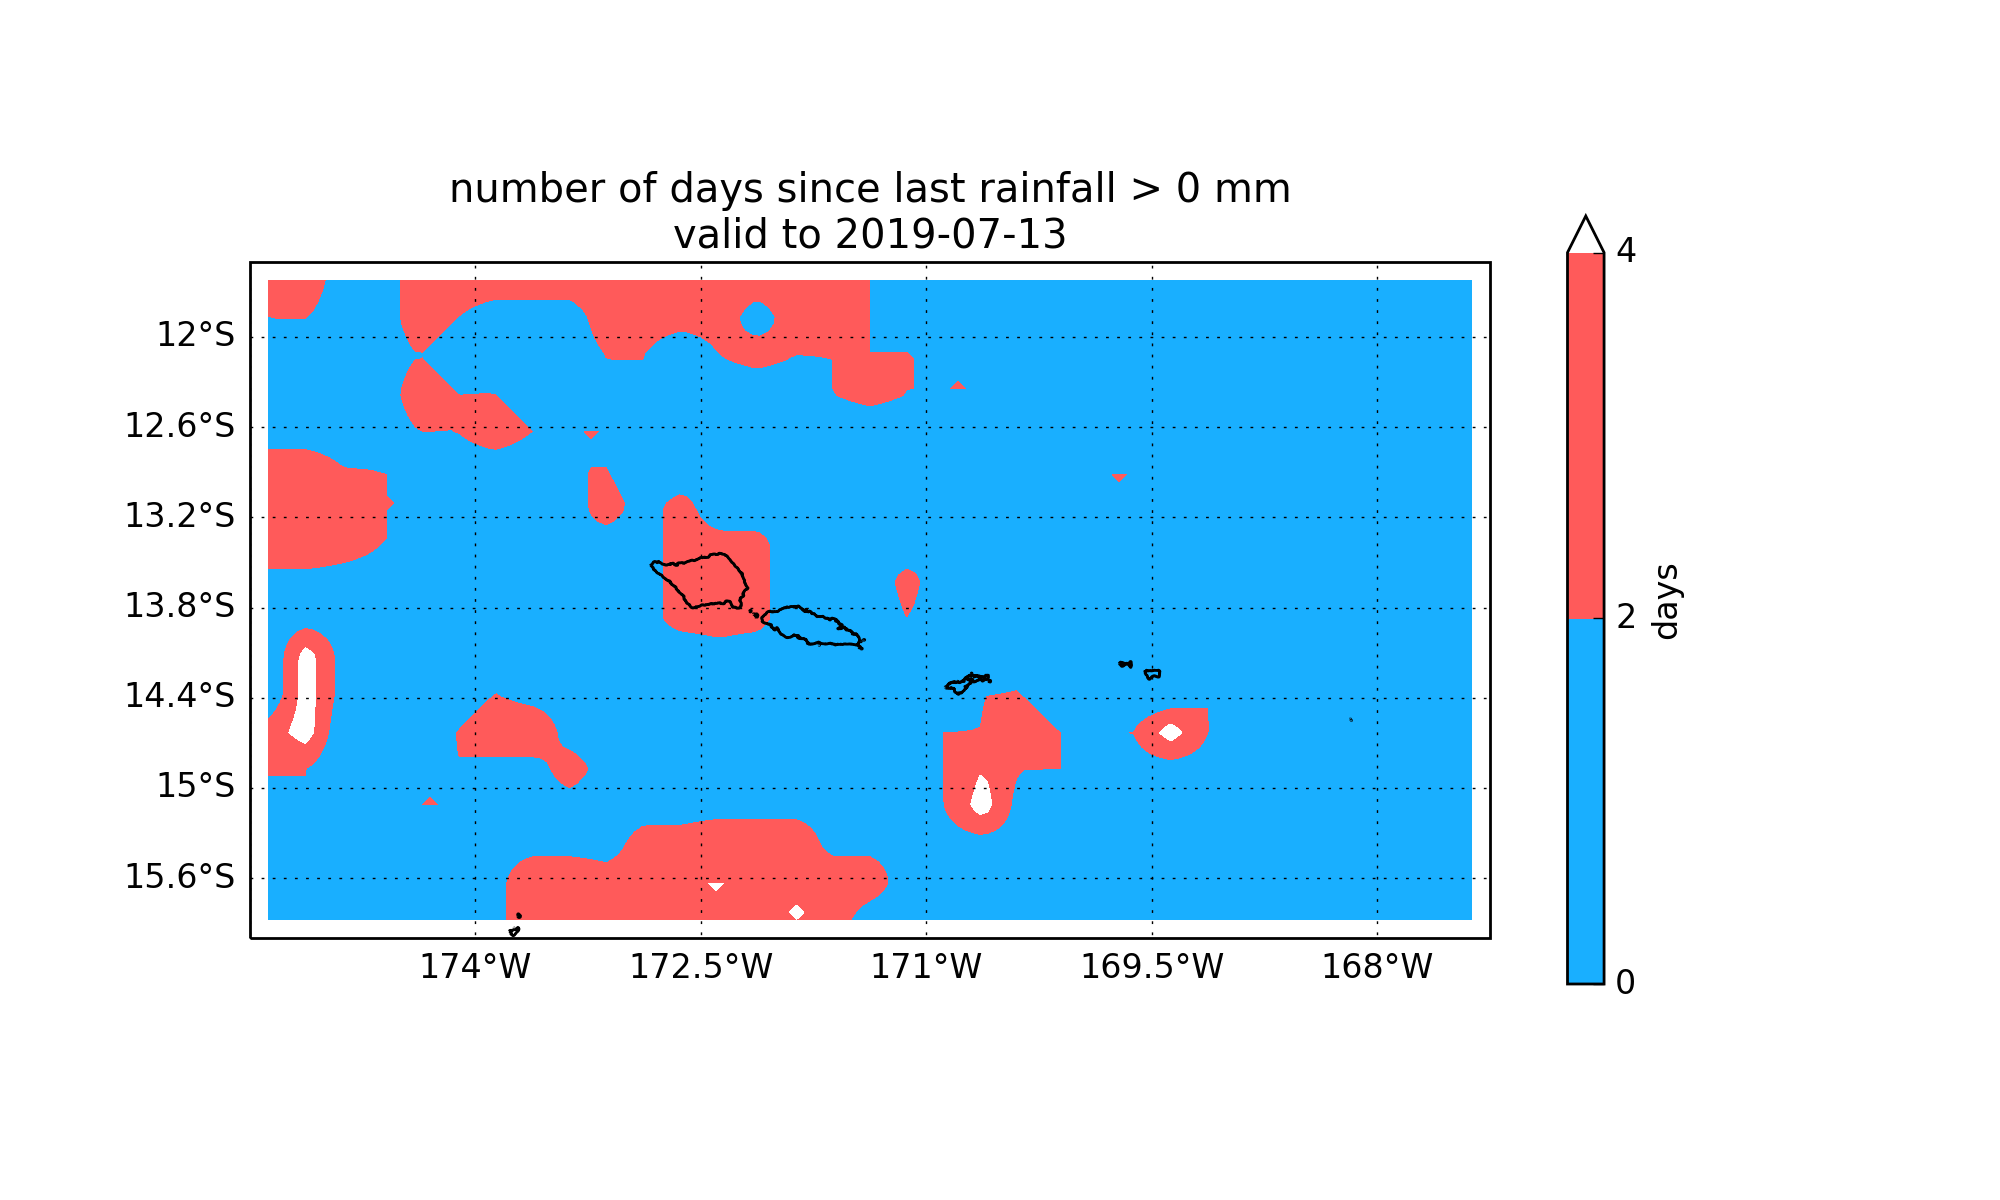 number of days since last rainfall > 0 mm
valid to 2019-07-13
12°S
12.6°S
13.2°S
13.8°S
14.4°S
15°S
15.6°S
174°W 172.5°W 171°W 169.5°W 168°W
4
2
0
days